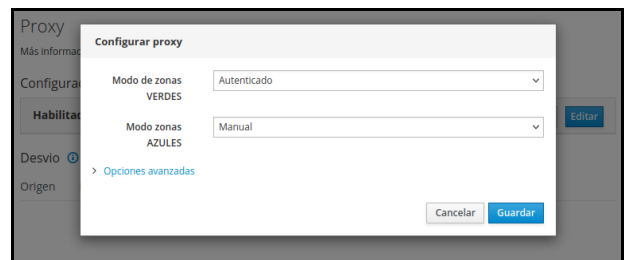 Proxy
Más informac
Configurar proxy
Configura
Modo de zonas VERDES
Autenticado
Habilitad
Editar
Modo zonas AZULES
Manual
Desvio
Opciones avanzadas
Origen
Cancelar
Guardar